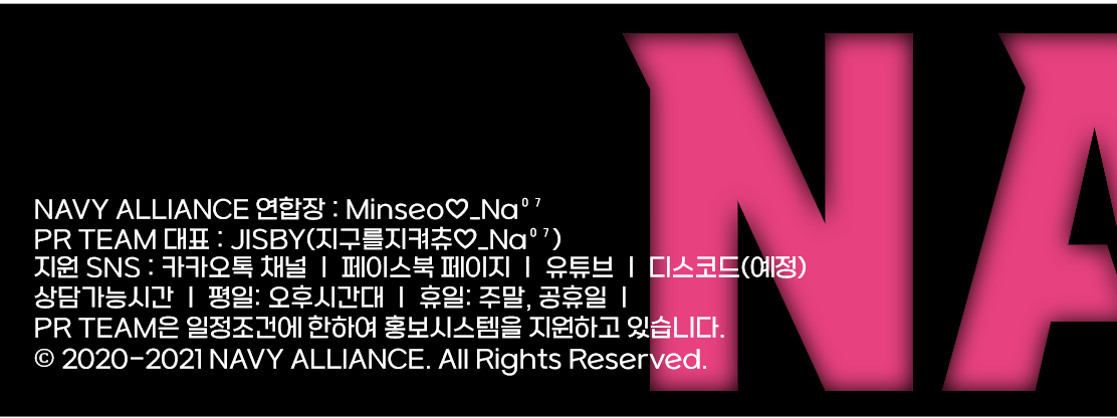 NAVY ALLIANCE 연합장 : Minseo♡_Na⁰⁷
PR TEAM 대표 : JISBY(지구를지켜츄♡_Na⁰⁷)
지원 SNS : 카카오톡 채널 ㅣ 페이스북 페이지 ㅣ 유튜브 ㅣ 디스코드(예정)
상담가능시간 ㅣ 평일: 오후시간대 ㅣ 휴일: 주말, 공휴일 ㅣ
PR TEAM은 일정조건에 한하여 홍보시스템을 지원하고 있습니다.
© 2020-2021 NAVY ALLIANCE. All Rights Reserved.
NA